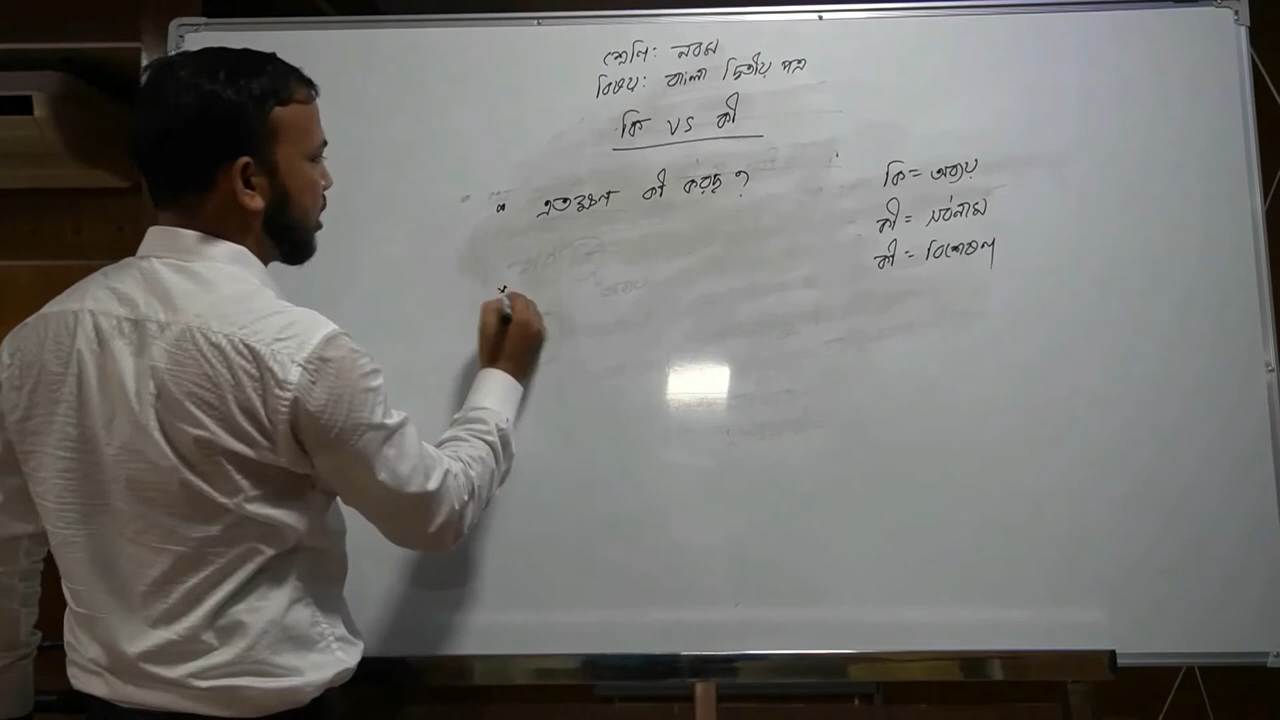 শ্রেণি: নবম
বিষয়: বাংলা দ্বিতীয় পত্র
কি vs কী
* এতক্ষণ কী করছ?
কি = অব্যয়
কী = সর্বনাম
কী = বিশেষণ
*